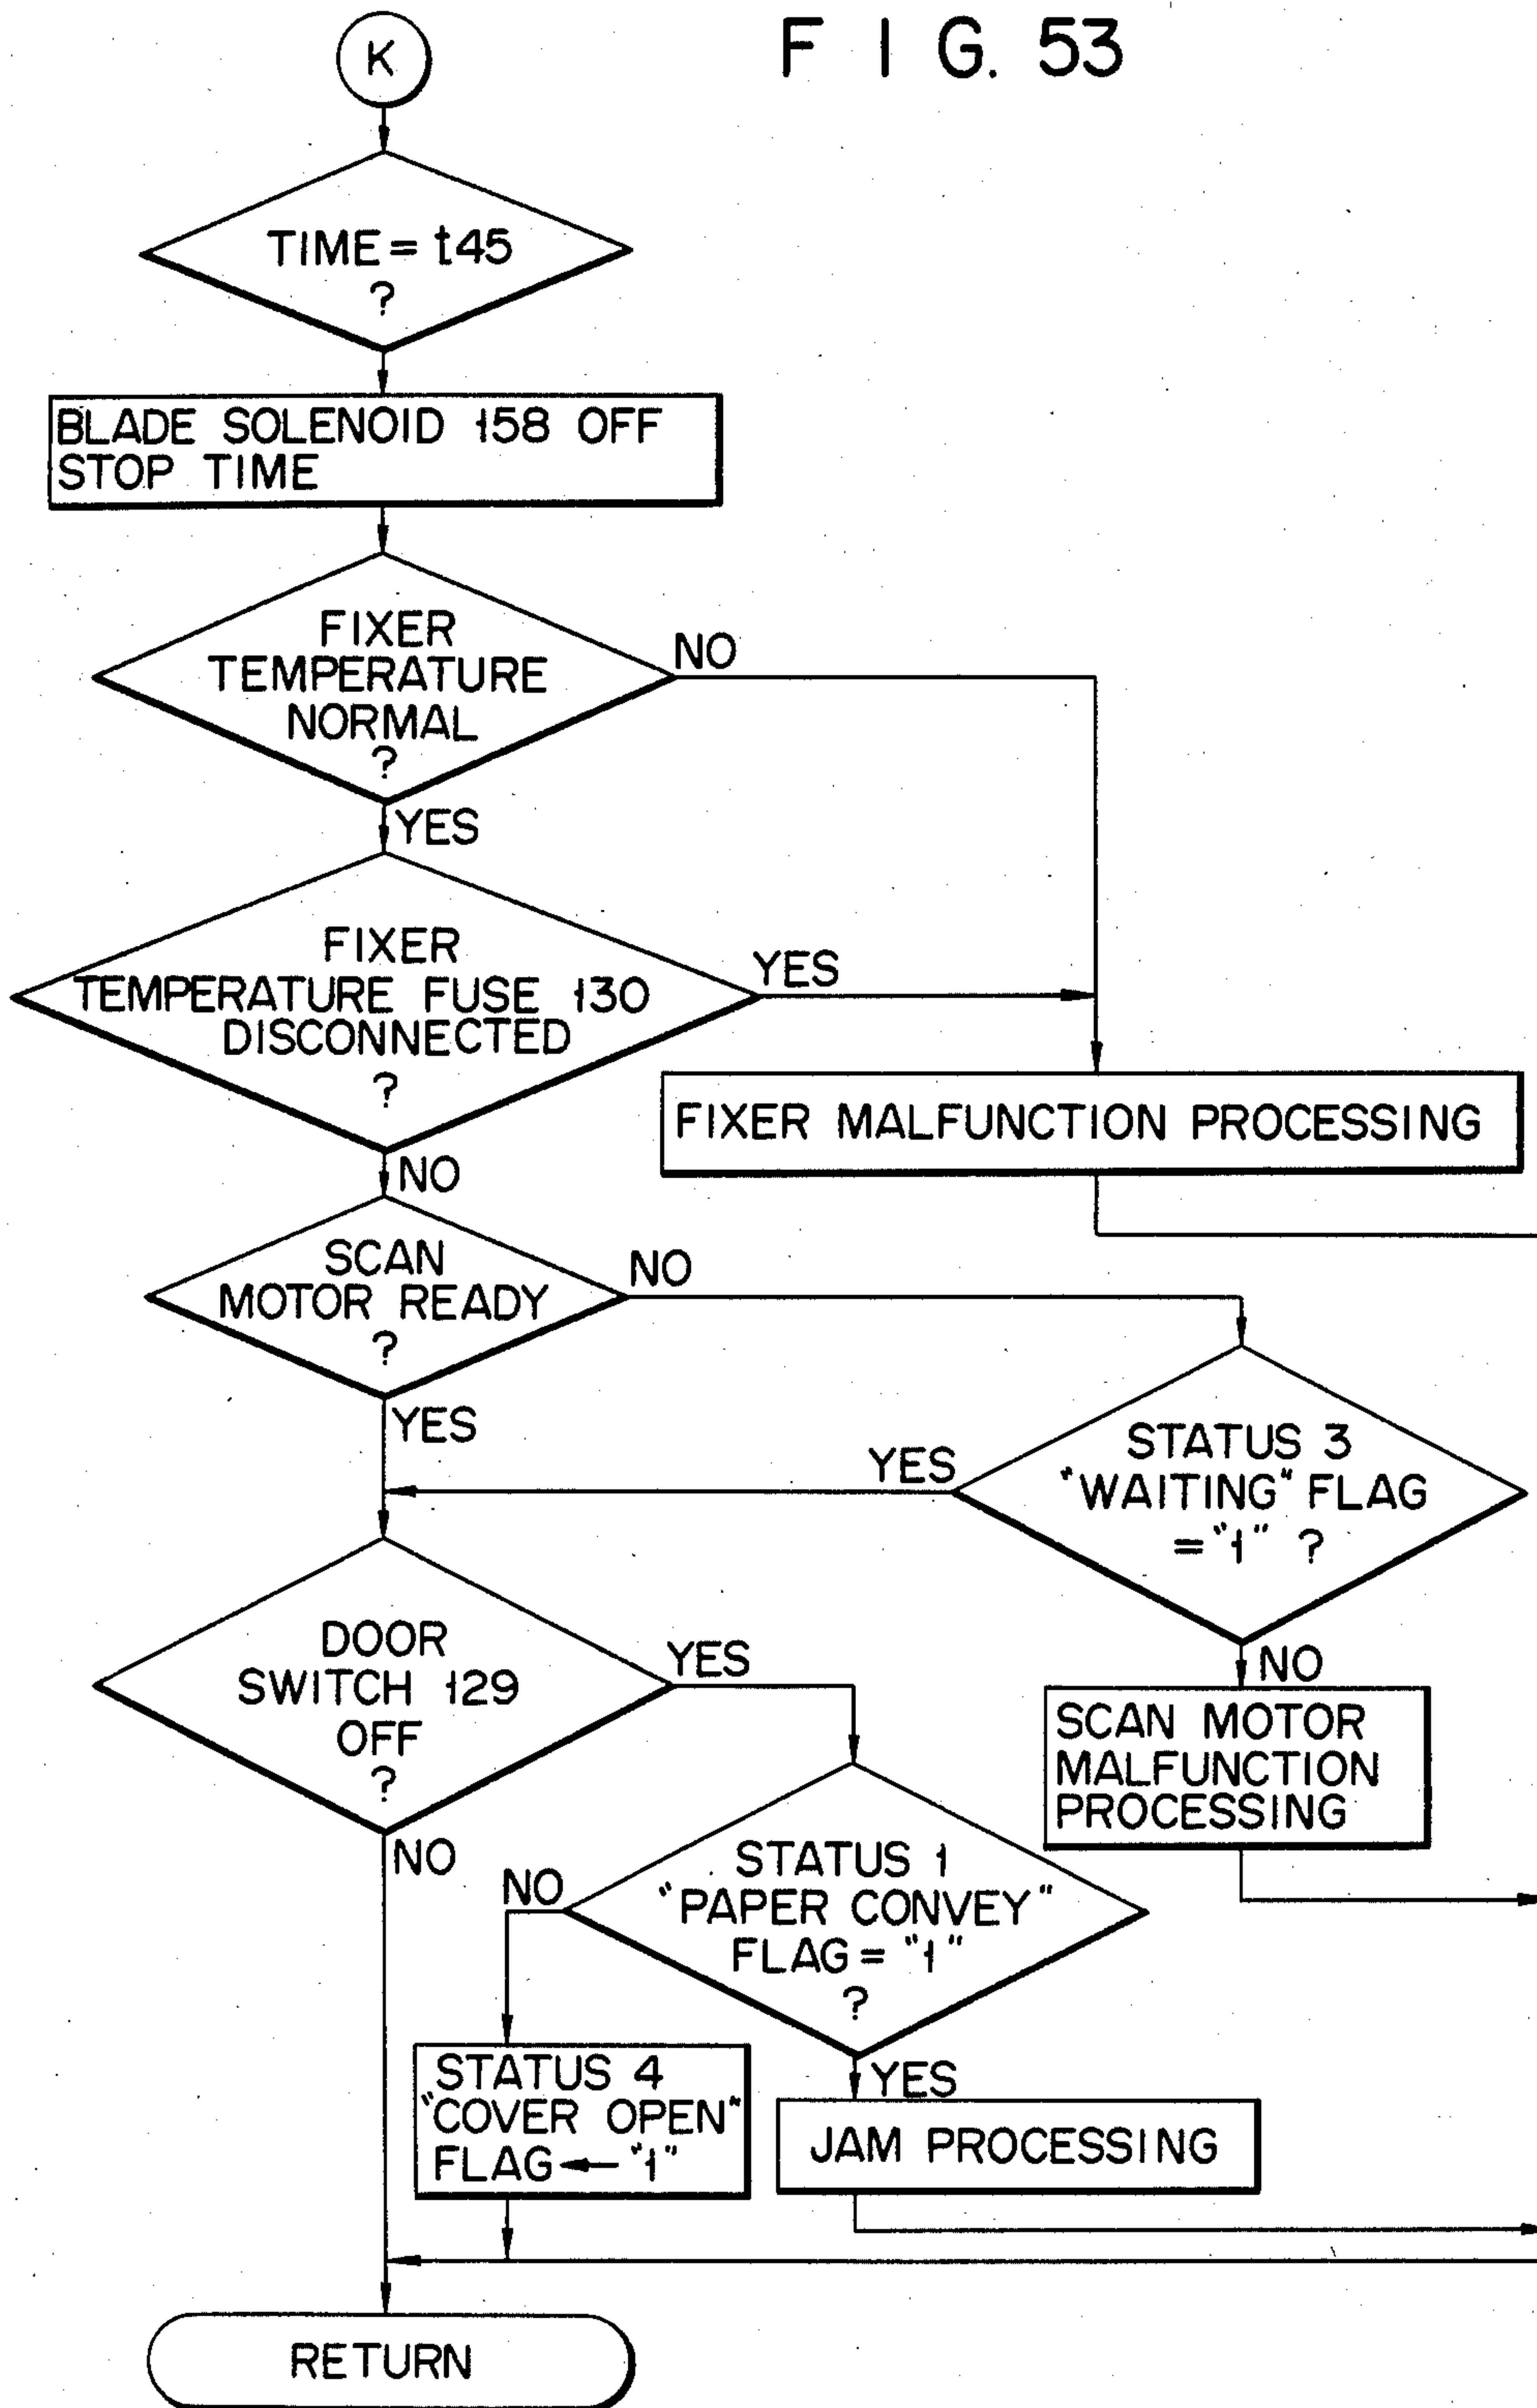 F I G. 53
K
TIME = t45
?
BLADE SOLENOID 158 OFF
STOP TIME
FIXER
TEMPERATURE
NORMAL
?
NO
YES
FIXER
TEMPERATURE FUSE 130
DISCONNECTED
?
YES
NO
FIXER MALFUNCTION PROCESSING
SCAN
MOTOR READY
?
NO
YES
STATUS 3
"WAITING" FLAG
= "1" ?
YES
NO
SCAN MOTOR
MALFUNCTION
PROCESSING
DOOR
SWITCH 129
OFF
?
YES
NO
STATUS 1
"PAPER CONVEY"
FLAG = "1"
?
NO
YES
STATUS 4
"COVER OPEN"
FLAG ← "1"
JAM PROCESSING
RETURN